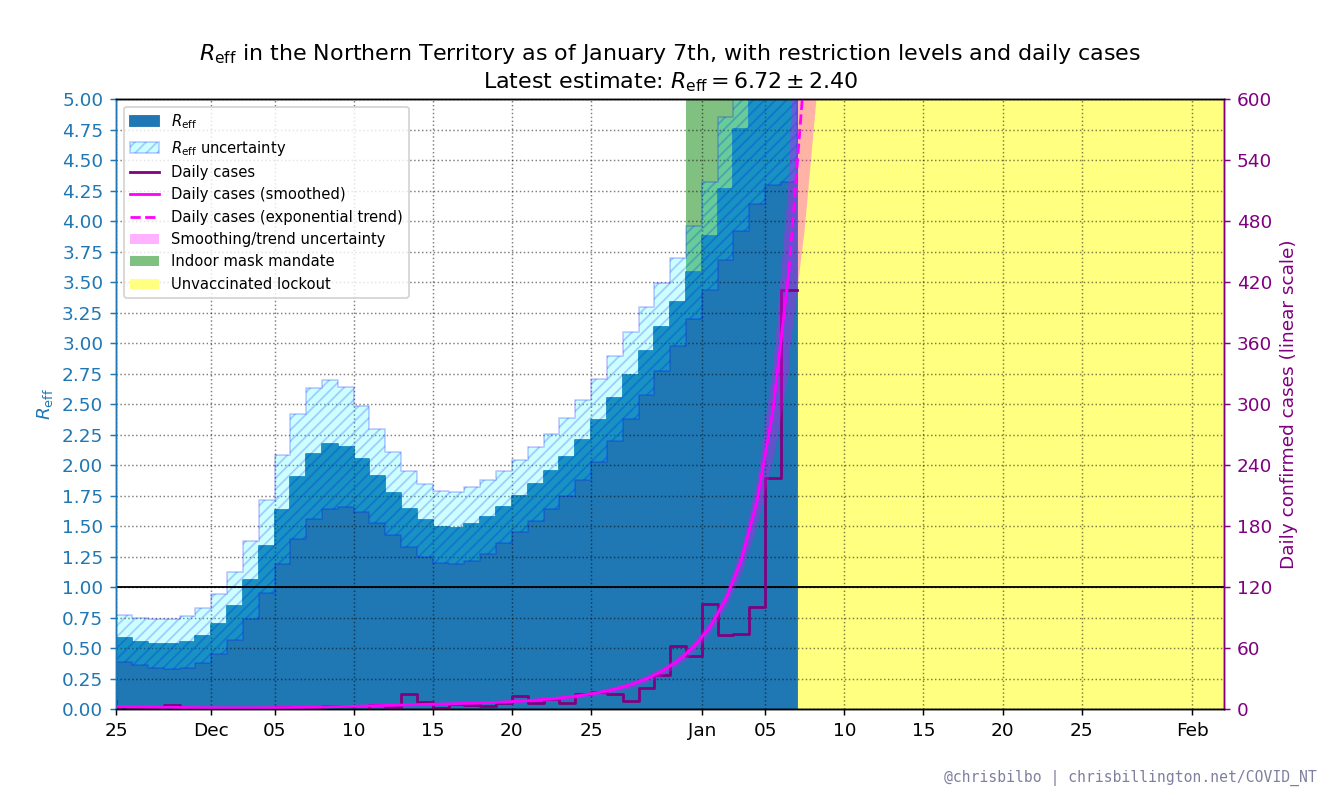 R_eff in the Northern Territory as of January 7th, with restriction levels and daily cases
Latest estimate: R_eff = 6.72 ± 2.40
R_eff
R_eff uncertainty
Daily cases
Daily cases (smoothed)
Daily cases (exponential trend)
Smoothing/trend uncertainty
Indoor mask mandate
Unvaccinated lockout
R_eff
5.00
4.75
4.50
4.25
4.00
3.75
3.50
3.25
3.00
2.75
2.50
2.25
2.00
1.75
1.50
1.25
1.00
0.75
0.50
0.25
0.00
600
540
480
420
360
300
240
180
120
60
0
Daily confirmed cases (linear scale)
25 Dec 05 10 15 20 25 Jan 05 10 15 20 25 Feb
@chrisbilbo | chrisbillington.net/COVID_NT